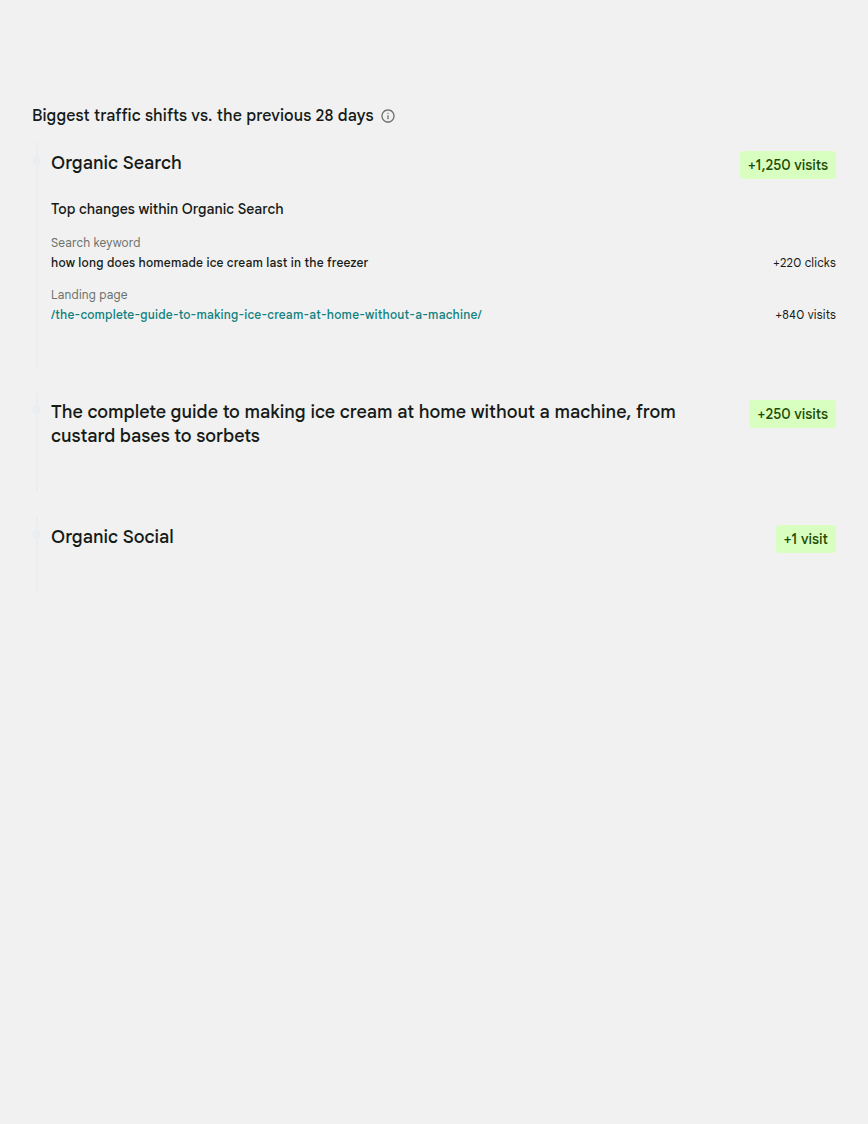 Biggest traffic shifts vs. the previous 28 days
Organic Search
+1,250 visits
Top changes within Organic Search
Search keyword
how long does homemade ice cream last in the freezer
+220 clicks
Landing page
/the-complete-guide-to-making-ice-cream-at-home-without-a-machine/
+840 visits
The complete guide to making ice cream at home without a machine, from
custard bases to sorbets
+250 visits
Organic Social
+1 visit